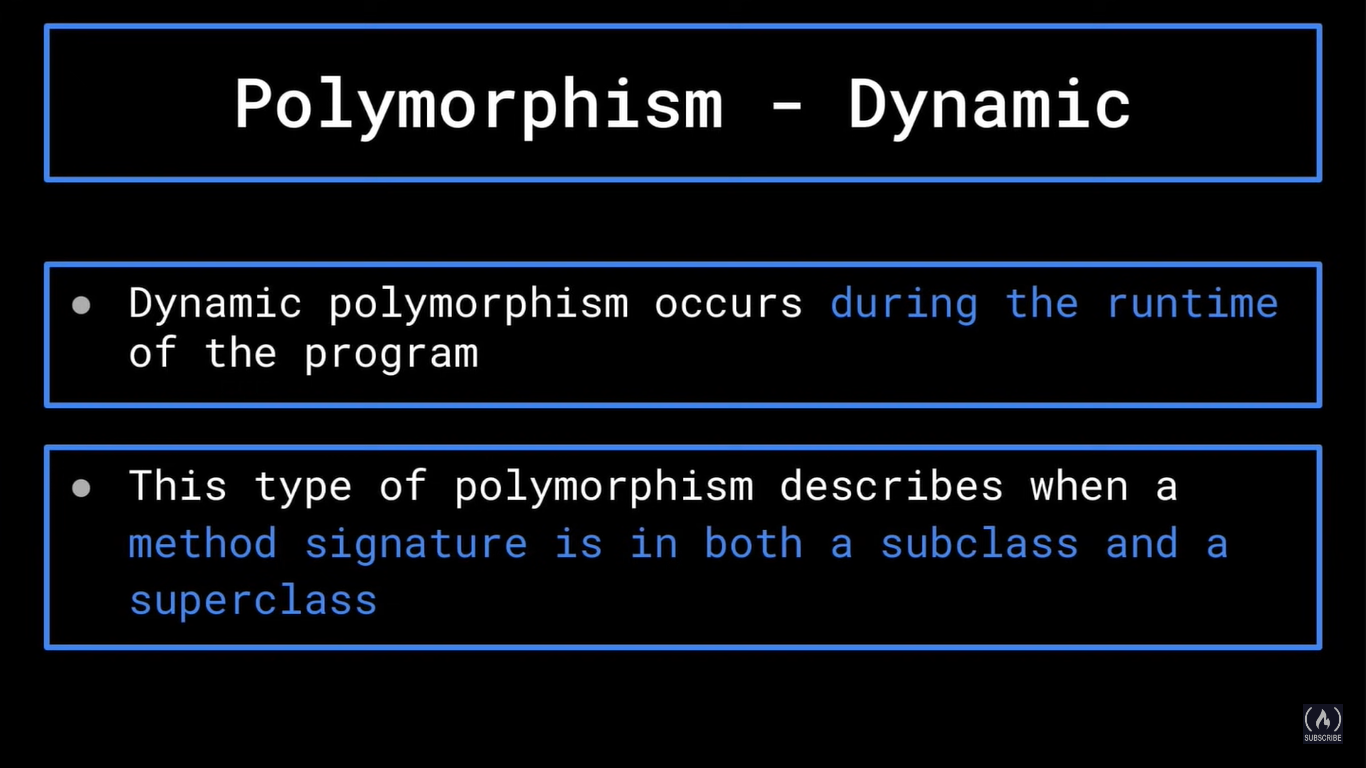 Polymorphism - Dynamic
● Dynamic polymorphism occurs during the runtime
of the program
● This type of polymorphism describes when a
method signature is in both a subclass and a
superclass
SUBSCRIBE